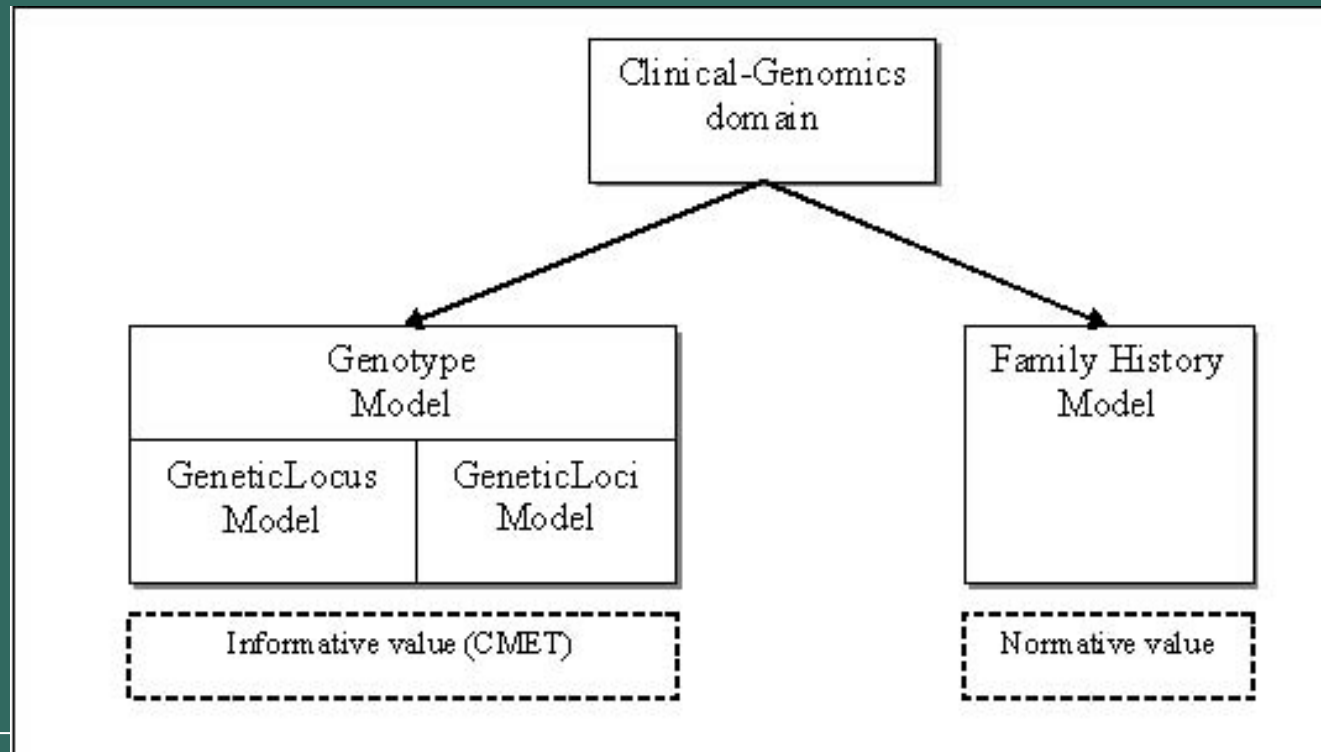 Clinical-Genomics
domain
Genotype
Model
Family History
Model
GeneticLocus
Model
GeneticLoci
Model
Informative value (CMET)
Normative value